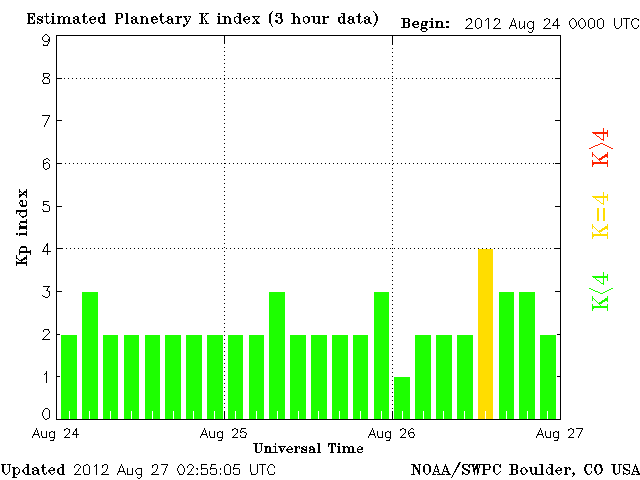 Estimated Planetary K index (3 hour data) Begin: 2012 Aug 24 0000 UTC
9
8
7
6
5
4
3
2
1
0
Kp index
K>4
K=4
K<4
Aug 24 Aug 25 Aug 26 Aug 27
Universal Time
Updated 2012 Aug 27 02:55:05 UTC NOAA/SWPC Boulder, CO USA